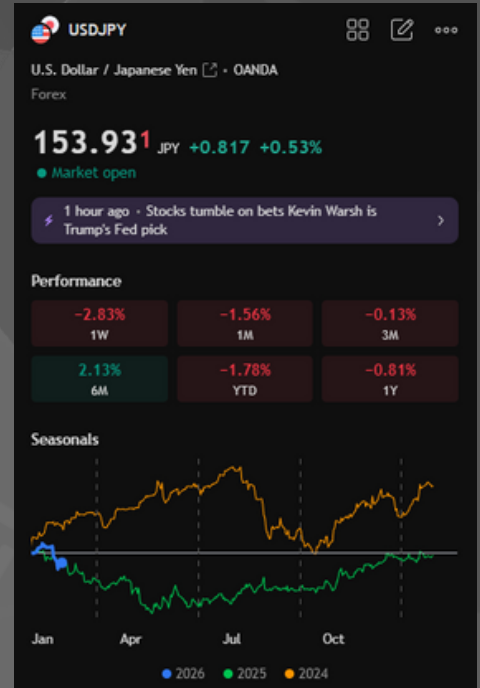 USDJPY
U.S. Dollar / Japanese Yen • OANDA
Forex
153.931 JPY +0.817 +0.53%
Market open
1 hour ago • Stocks tumble on bets Kevin Warsh is
Trump's Fed pick
Performance
−2.83% −1.56% −0.13%
1W 1M 3M
2.13% −1.78% −0.81%
6M YTD 1Y
Seasonals
Jan Apr Jul Oct
2026 2025 2024